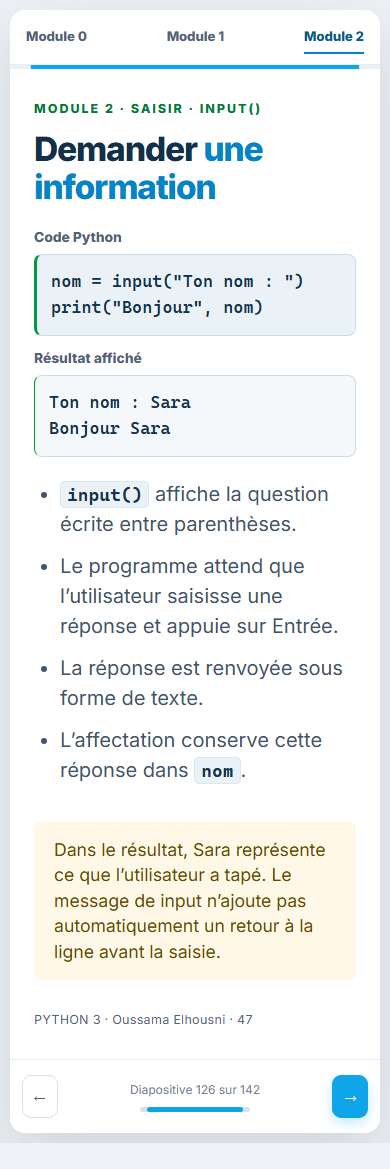 Module 0 Module 1 Module 2
MODULE 2 · SAISIR · INPUT()
Demander une
information
Code Python
nom = input("Ton nom : ")
print("Bonjour", nom)
Résultat affiché
Ton nom : Sara
Bonjour Sara
• input() affiche la question
écrite entre parenthèses.
• Le programme attend que
l’utilisateur saisisse une
réponse et appuie sur Entrée.
• La réponse est renvoyée sous
forme de texte.
• L’affectation conserve cette
réponse dans nom.
Dans le résultat, Sara représente
ce que l’utilisateur a tapé. Le
message de input n’ajoute pas
automatiquement un retour à la
ligne avant la saisie.
PYTHON 3 · Oussama Elhousni · 47
← Diapositive 126 sur 142 →